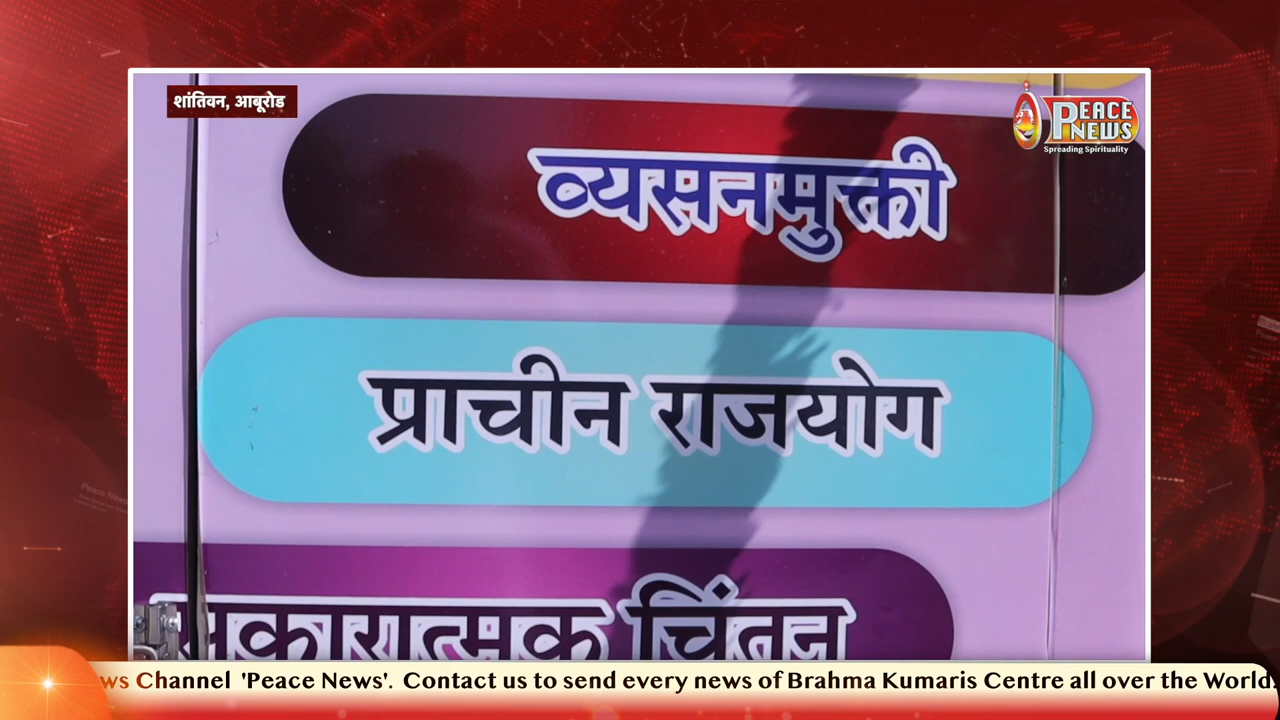 शांतिवन, आबूरोड
PEACE
NEWS
Spreading Spirituality
व्यसनमुक्ती
प्राचीन राजयोग
सकारात्मक चिंतन
ws Channel 'Peace News'. Contact us to send every news of Brahma Kumaris Centre all over the World.